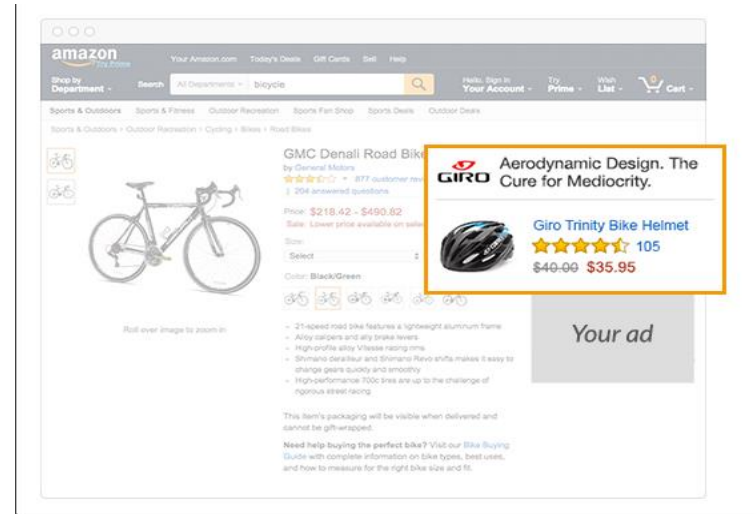 amazon
Try Prime
Your Amazon.com Today's Deals Gift Cards Sell Help
Shop by
Department
Search
All Departments
bicycle
Hello. Sign in
Your Account
Try
Prime
Wish
List
0
Cart
Sports & Outdoors Sports & Fitness Outdoor Recreation Sports Fan Shop Sports Deals Outdoor Deals
Sports & Outdoors › Outdoor Recreation › Cycling › Bikes › Road Bikes
GMC Denali Road Bike
by General Motors
877 customer
264 answered questions
Price: $218.42 - $490.82
Sale: Lower price available on
Size:
Select
Color: Black/Green
Roll over image to zoom in
- 21-speed road bike features a lightweight aluminum frame
- Alloy calipers and ally brake levers
- High-profile alloy Vitesse racing rims
- Shimano derailleur and Shimano Revo shifts makes it easy to
change gears quickly and smoothly
- High-performance 700c tires are up to the challenge of
rigorous street racing
This item's packaging will be visible when delivered and
cannot be gift-wrapped.
Need help buying the perfect bike? Visit our Bike Buying
Guide with complete information on bike types, best uses,
and how to measure for the right bike size and fit.
GIRO
Aerodynamic Design. The
Cure for Mediocrity.
Giro Trinity Bike Helmet
105
$40.00 $35.95
Your ad